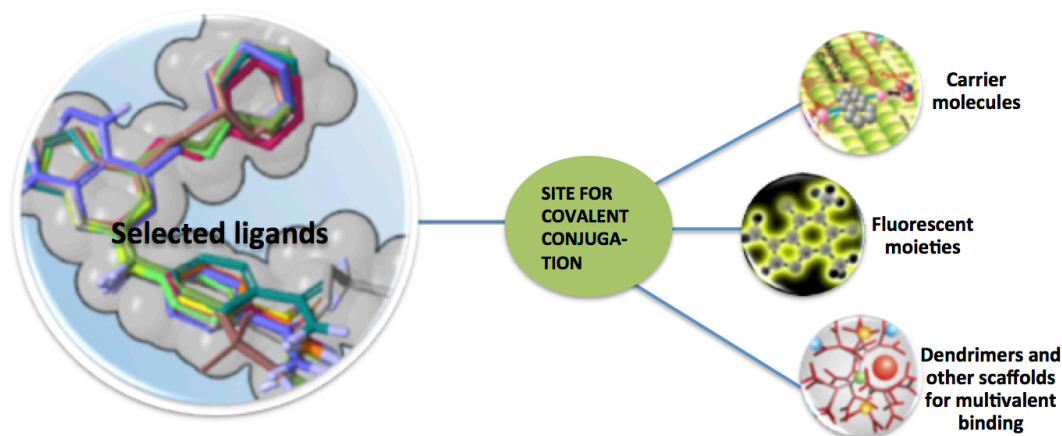 Selected ligands
SITE FOR
COVALENT
CONJUGA-
TION
Carrier
molecules
Fluorescent
moieties
Dendrimers and
other scaffolds
for multivalent
binding